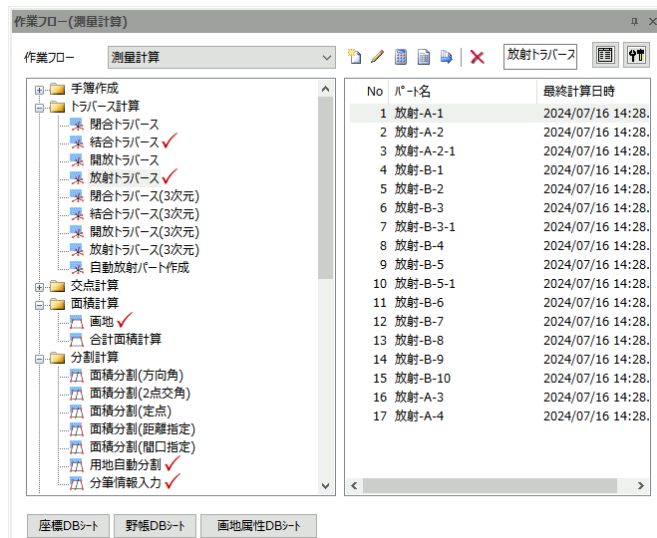 作業フロー(測量計算)
作業フロー 測量計算 放射トラバース
手簿作成
トラバース計算
閉合トラバース
結合トラバース
開放トラバース
放射トラバース
閉合トラバース(3次元)
結合トラバース(3次元)
開放トラバース(3次元)
放射トラバース(3次元)
自動放射パート作成
交点計算
面積計算
画地
合計面積計算
分割計算
面積分割(方向角)
面積分割(2点交角)
面積分割(定点)
面積分割(距離指定)
面積分割(間口指定)
用地自動分割
分筆情報入力
No パート名 最終計算日時
1 放射-A-1 2024/07/16 14:28.
2 放射-A-2 2024/07/16 14:28.
3 放射-A-2-1 2024/07/16 14:28.
4 放射-B-1 2024/07/16 14:28.
5 放射-B-2 2024/07/16 14:28.
6 放射-B-3 2024/07/16 14:28.
7 放射-B-3-1 2024/07/16 14:28.
8 放射-B-4 2024/07/16 14:28.
9 放射-B-5 2024/07/16 14:28.
10 放射-B-5-1 2024/07/16 14:28.
11 放射-B-6 2024/07/16 14:28.
12 放射-B-7 2024/07/16 14:28.
13 放射-B-8 2024/07/16 14:28.
14 放射-B-9 2024/07/16 14:28.
15 放射-B-10 2024/07/16 14:28.
16 放射-A-3 2024/07/16 14:28.
17 放射-A-4 2024/07/16 14:28.
座標DBシート 野帳DBシート 画地属性DBシート